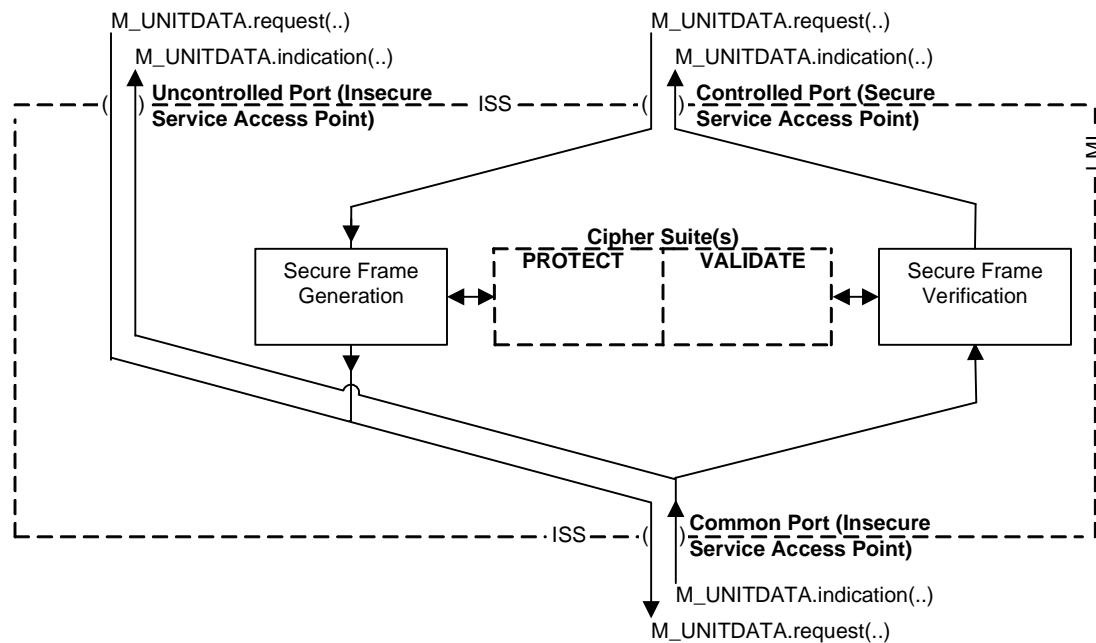 M_UNITDATA.request(..)
M_UNITDATA.indication(..)
M_UNITDATA.request(..)
M_UNITDATA.indication(..)
( ) Uncontrolled Port (Insecure
Service Access Point)
ISS
( ) Controlled Port (Secure
Service Access Point)
LMI
Cipher Suite(s)
PROTECT
VALIDATE
Secure Frame
Generation
Secure Frame
Verification
ISS
( ) Common Port (Insecure
Service Access Point)
M_UNITDATA.indication(..)
M_UNITDATA.request(..)